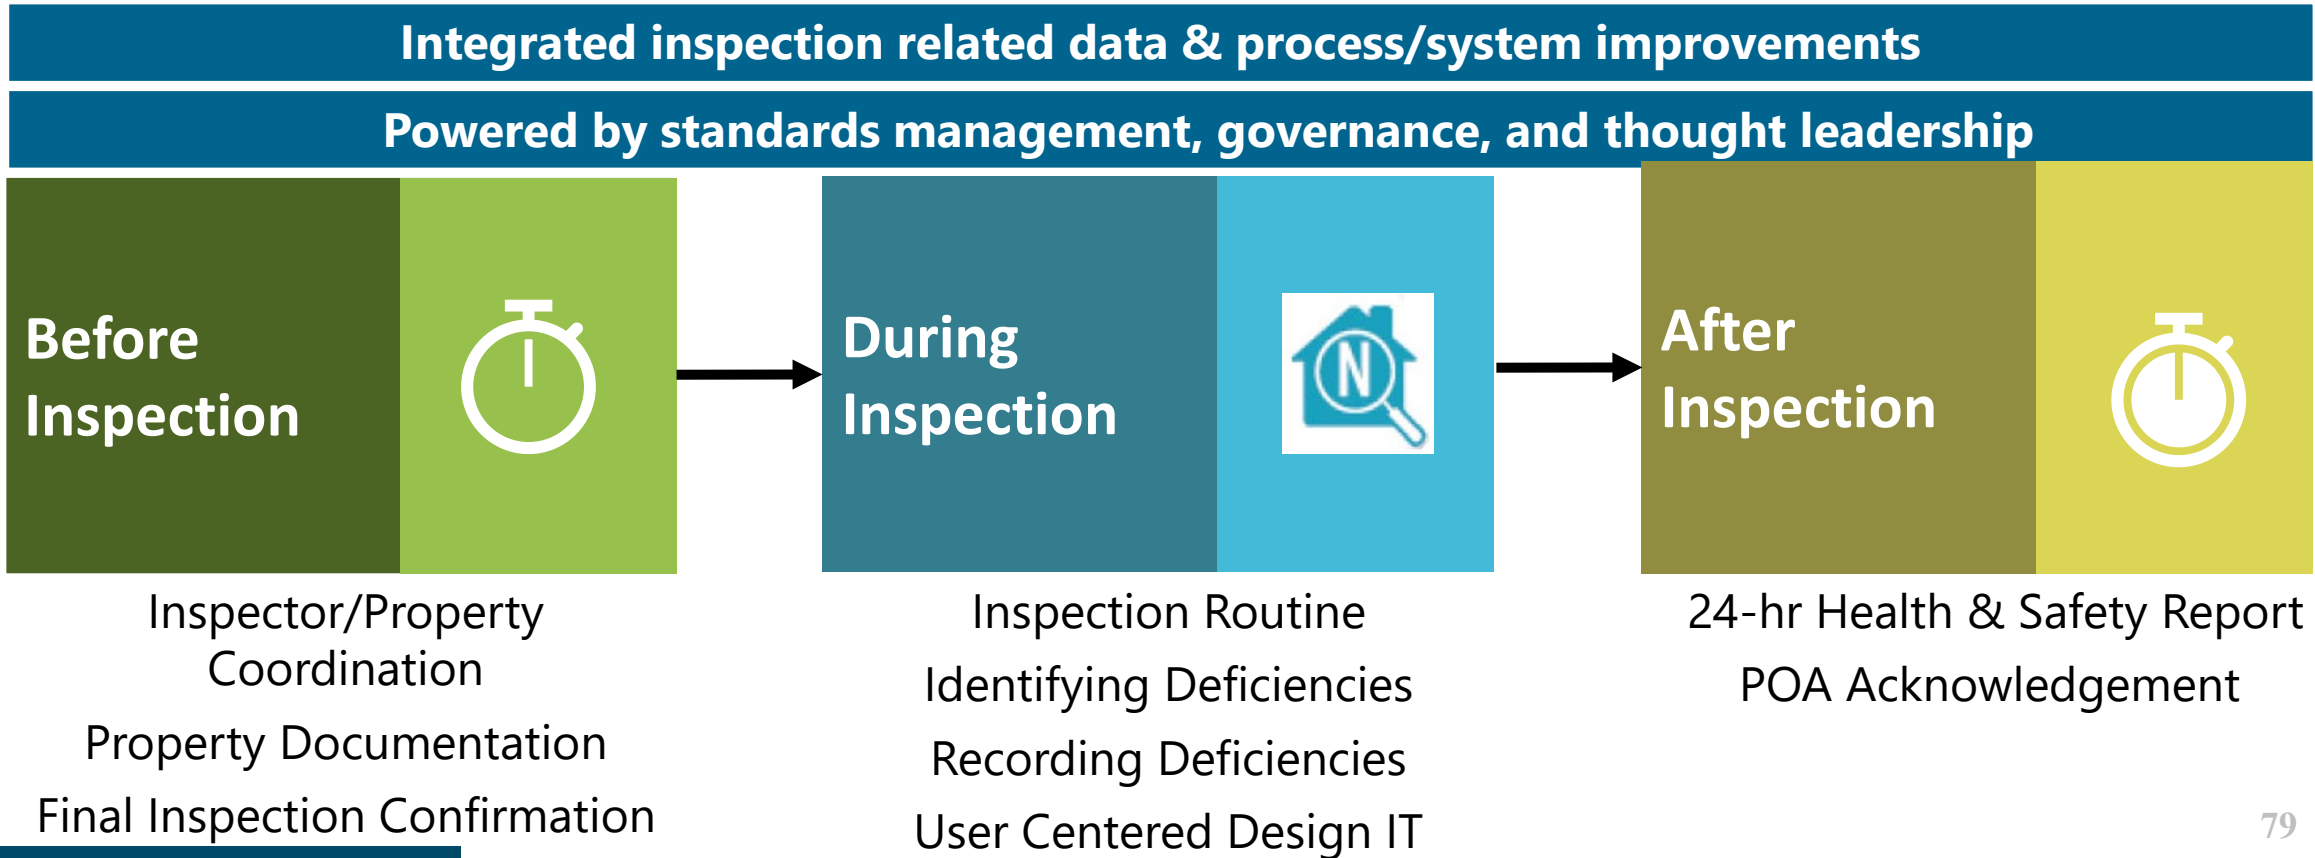 Integrated inspection related data & process/system improvements
Powered by standards management, governance, and thought leadership
Before
Inspection
During
Inspection
N
After
Inspection
Inspector/Property
Coordination
Property Documentation
Final Inspection Confirmation
Inspection Routine
Identifying Deficiencies
Recording Deficiencies
User Centered Design IT
24-hr Health & Safety Report
POA Acknowledgement
79